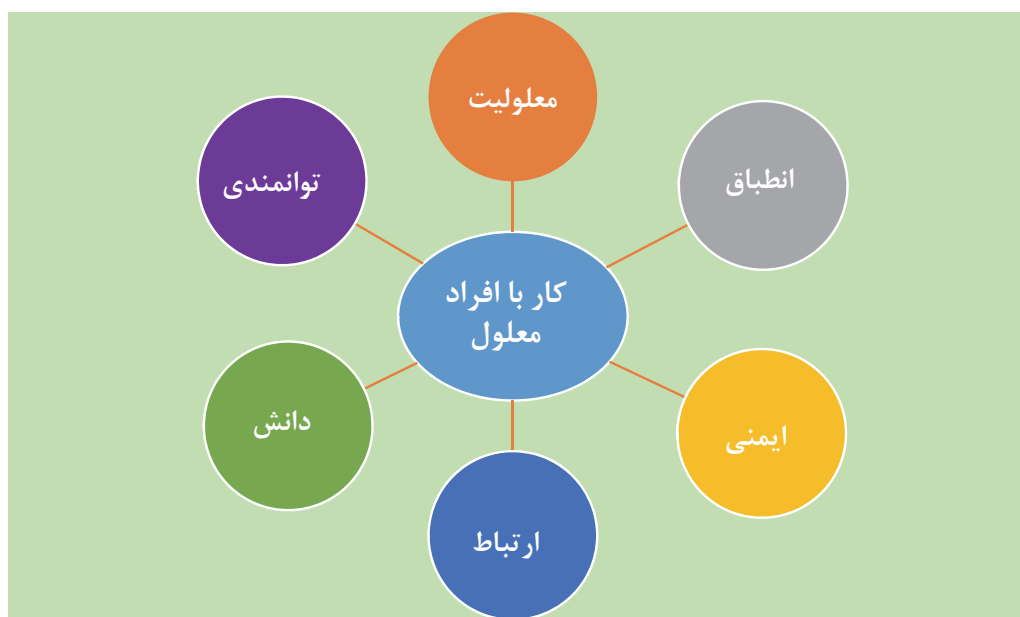 معلولیت
انطباق
توانمندی
کار با افراد
معلول
ایمنی
دانش
ارتباط